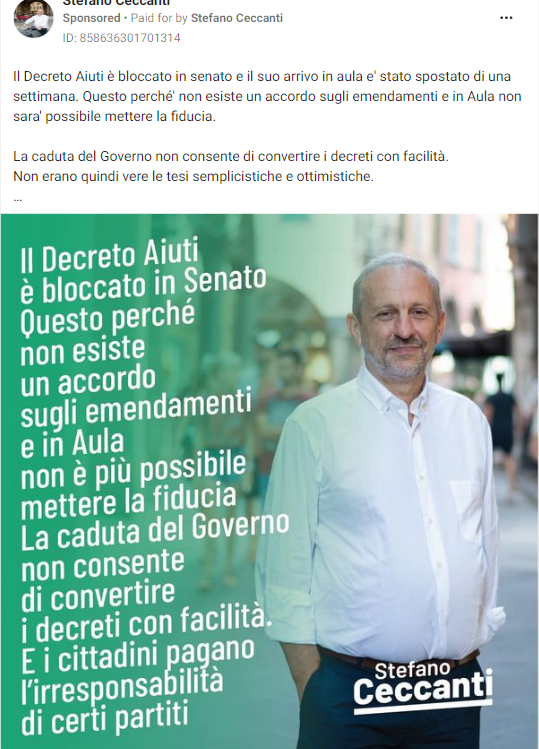 Stefano Ceccanti
Sponsored • Paid for by Stefano Ceccanti
ID: 858636301701314
Il Decreto Aiuti è bloccato in senato e il suo arrivo in aula e' stato spostato di una
settimana. Questo perché' non esiste un accordo sugli emendamenti e in Aula non
sara' possibile mettere la fiducia.
La caduta del Governo non consente di convertire i decreti con facilità.
Non erano quindi vere le tesi semplicistiche e ottimistiche.
...
Il Decreto Aiuti
è bloccato in Senato
Questo perché
non esiste
un accordo
sugli emendamenti
e in Aula
non è più possibile
mettere la fiducia
La caduta del Governo
non consente
di convertire
i decreti con facilità.
E i cittadini pagano
l'irresponsabilità
di certi partiti
Stefano
Ceccanti